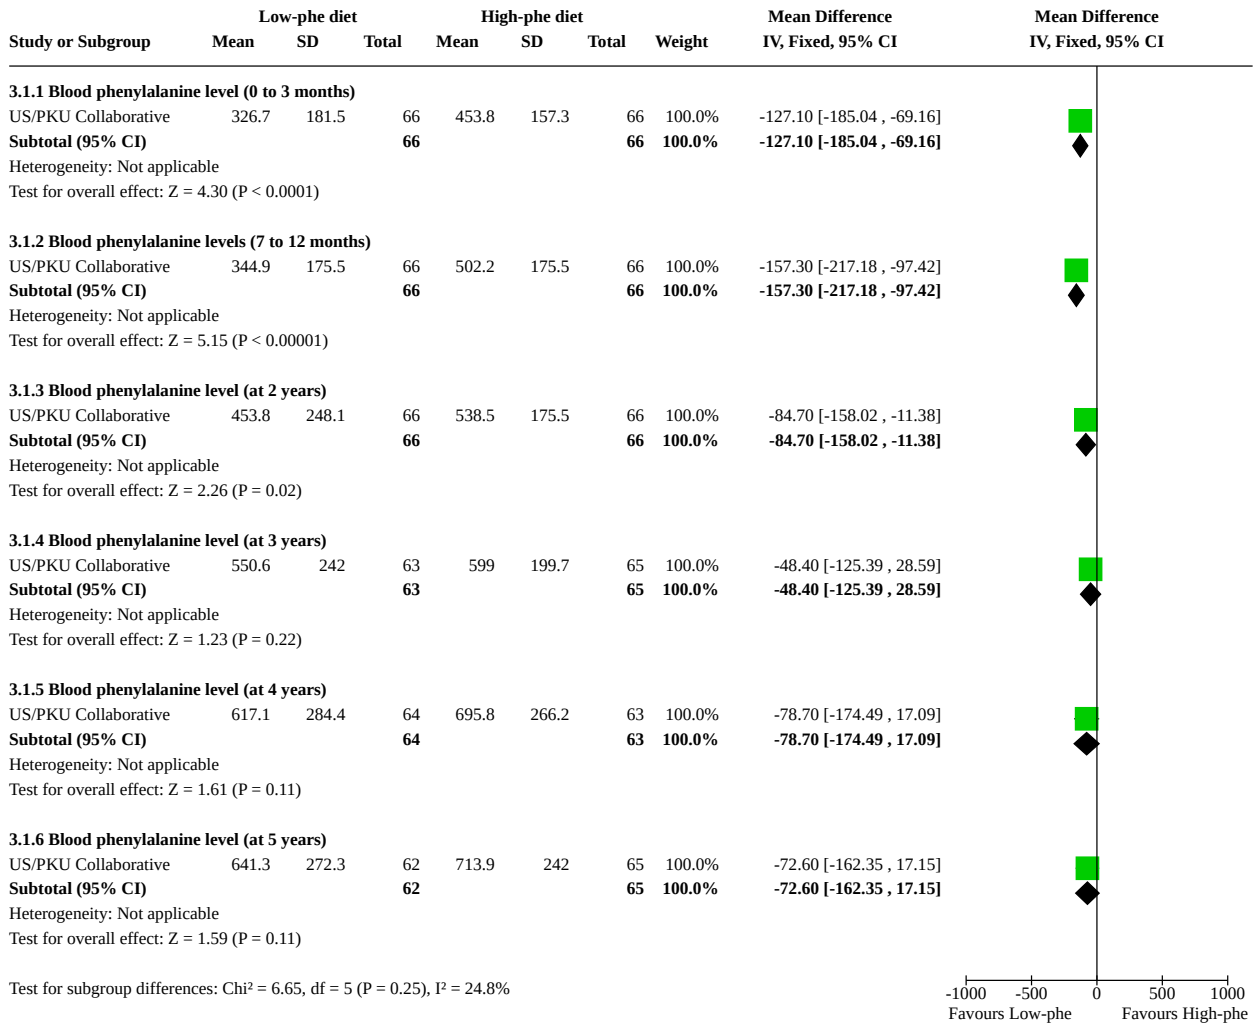 Low-phe diet High-phe diet Mean Difference Mean Difference
Study or Subgroup Mean SD Total Mean SD Total Weight IV, Fixed, 95% CI IV, Fixed, 95% CI
3.1.1 Blood phenylalanine level (0 to 3 months)
US/PKU Collaborative 326.7 181.5 66 453.8 157.3 66 100.0% -127.10 [-185.04 , -69.16]
Subtotal (95% CI) 66 66 100.0% -127.10 [-185.04 , -69.16]
Heterogeneity: Not applicable
Test for overall effect: Z = 4.30 (P < 0.0001)
3.1.2 Blood phenylalanine levels (7 to 12 months)
US/PKU Collaborative 344.9 175.5 66 502.2 175.5 66 100.0% -157.30 [-217.18 , -97.42]
Subtotal (95% CI) 66 66 100.0% -157.30 [-217.18 , -97.42]
Heterogeneity: Not applicable
Test for overall effect: Z = 5.15 (P < 0.00001)
3.1.3 Blood phenylalanine level (at 2 years)
US/PKU Collaborative 453.8 248.1 66 538.5 175.5 66 100.0% -84.70 [-158.02 , -11.38]
Subtotal (95% CI) 66 66 100.0% -84.70 [-158.02 , -11.38]
Heterogeneity: Not applicable
Test for overall effect: Z = 2.26 (P = 0.02)
3.1.4 Blood phenylalanine level (at 3 years)
US/PKU Collaborative 550.6 242 63 599 199.7 65 100.0% -48.40 [-125.39 , 28.59]
Subtotal (95% CI) 63 65 100.0% -48.40 [-125.39 , 28.59]
Heterogeneity: Not applicable
Test for overall effect: Z = 1.23 (P = 0.22)
3.1.5 Blood phenylalanine level (at 4 years)
US/PKU Collaborative 617.1 284.4 64 695.8 266.2 63 100.0% -78.70 [-174.49 , 17.09]
Subtotal (95% CI) 64 63 100.0% -78.70 [-174.49 , 17.09]
Heterogeneity: Not applicable
Test for overall effect: Z = 1.61 (P = 0.11)
3.1.6 Blood phenylalanine level (at 5 years)
US/PKU Collaborative 641.3 272.3 62 713.9 242 65 100.0% -72.60 [-162.35 , 17.15]
Subtotal (95% CI) 62 65 100.0% -72.60 [-162.35 , 17.15]
Heterogeneity: Not applicable
Test for overall effect: Z = 1.59 (P = 0.11)
Test for subgroup differences: Chi² = 6.65, df = 5 (P = 0.25), I² = 24.8%
-1000 -500 0 500 1000
Favours Low-phe Favours High-phe